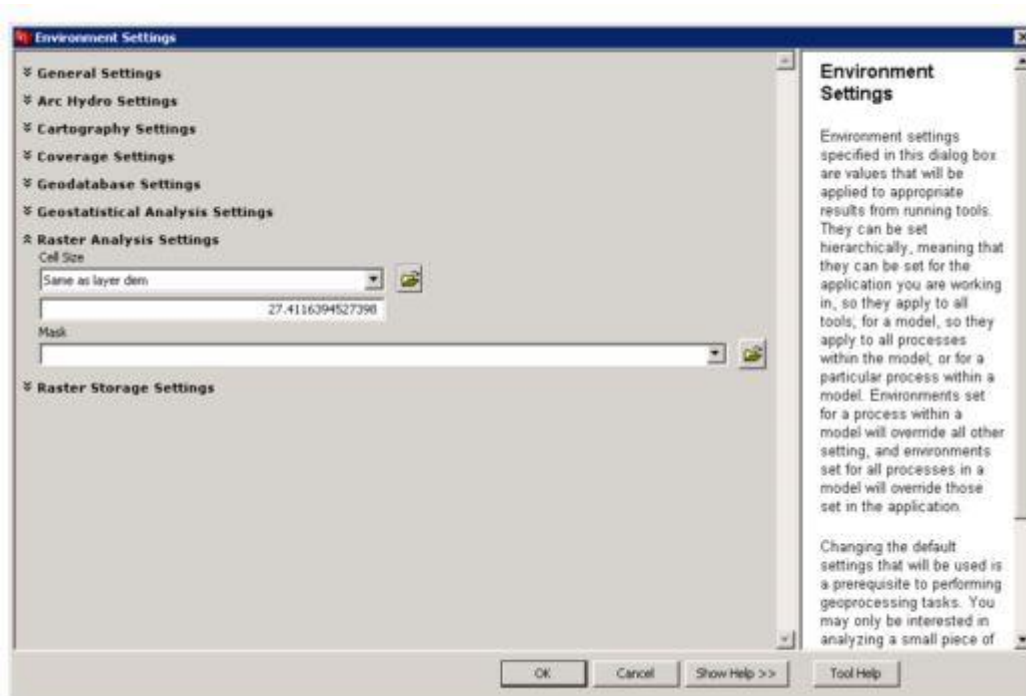 Environment Settings
General Settings
Arc Hydro Settings
Cartography Settings
Coverage Settings
Geodatabase Settings
Geostatistical Analysis Settings
Raster Analysis Settings
Cell Size
Same as layer dem
27.4116394527398
Mask
Raster Storage Settings
Environment
Settings
Environment settings
specified in this dialog box
are values that will be
applied to appropriate
results from running tools.
They can be set
hierarchically, meaning that
they can be set for the
application you are working
in, so they apply to all
tools; for a model, so they
apply to all processes
within the model; or for a
particular process within a
model. Environments set
for a process within a
model will override all other
setting, and environments
set for all processes in a
model will override those
set in the application.
Changing the default
settings that will be used is
a prerequisite to performing
geoprocessing tasks. You
may only be interested in
analyzing a small piece of
OK
Cancel
Show Help >>
Tool Help